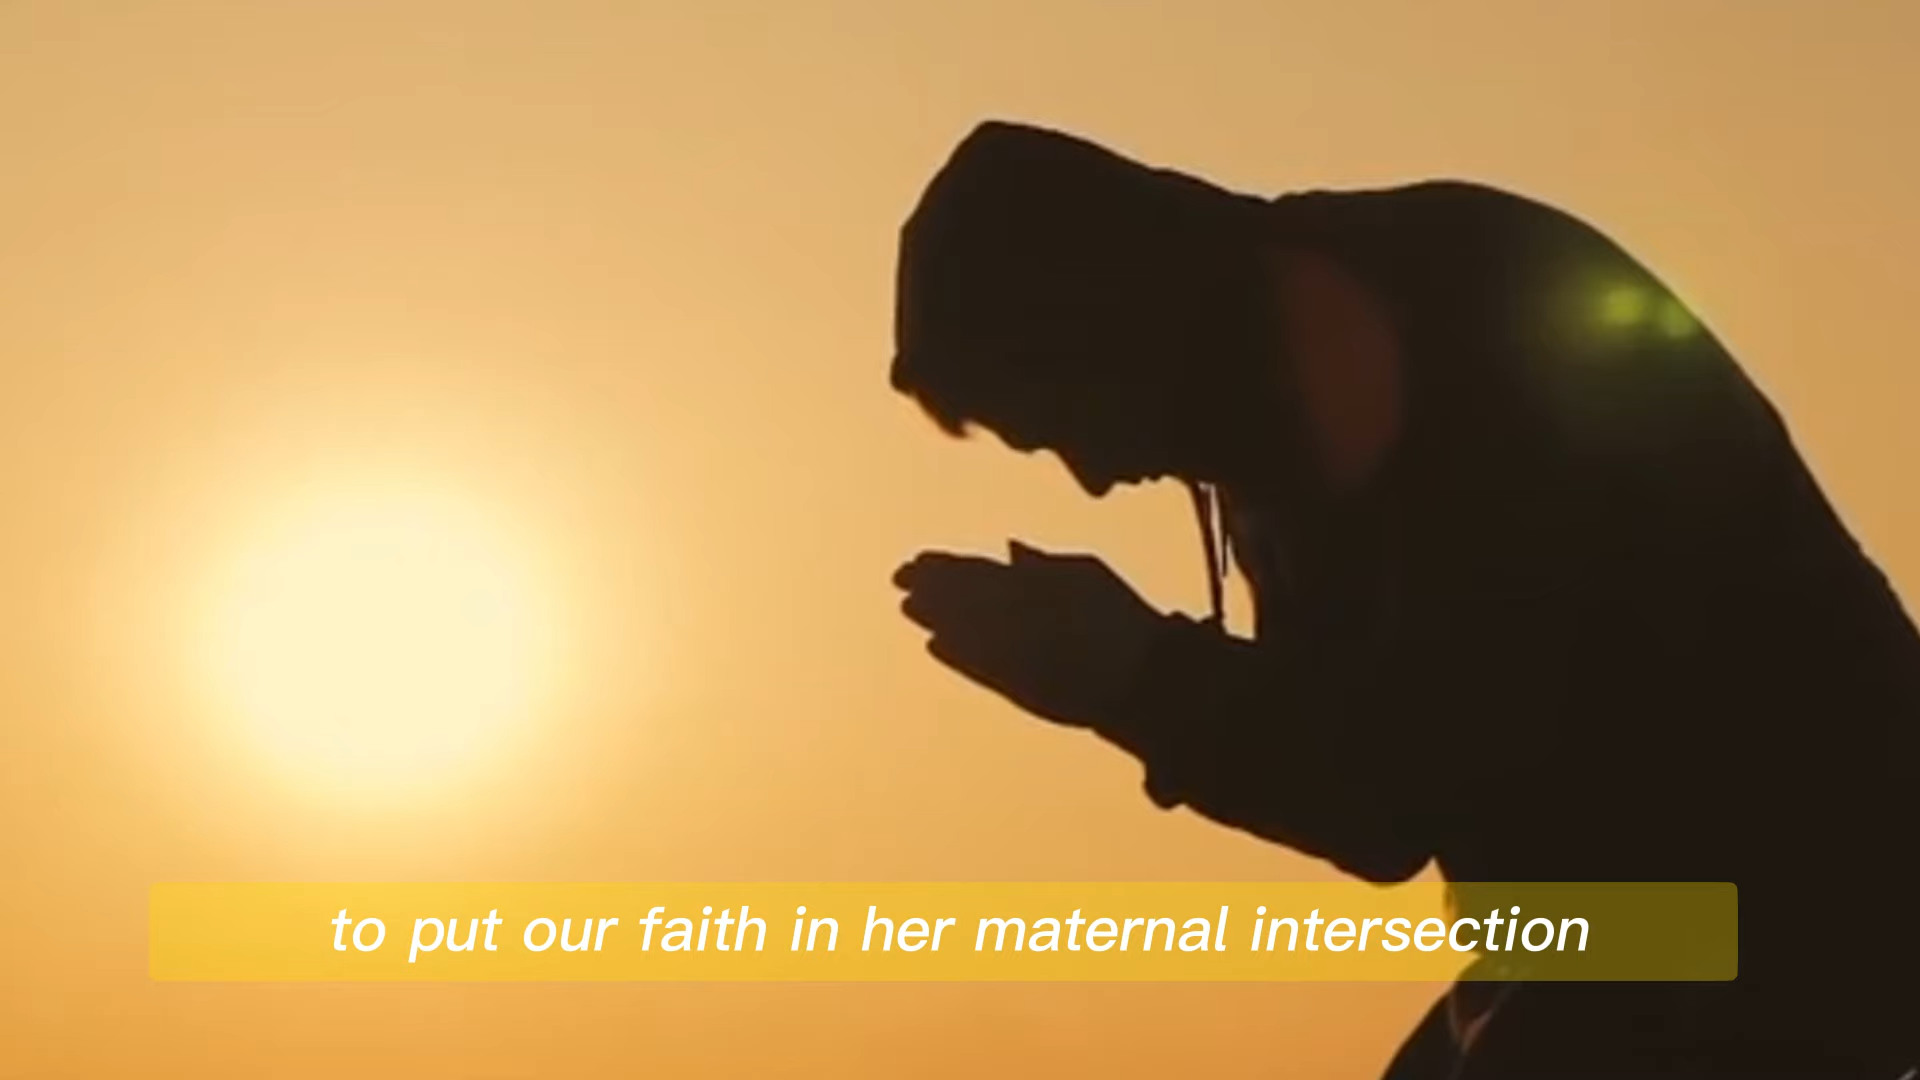 to put our faith in her maternal intersection